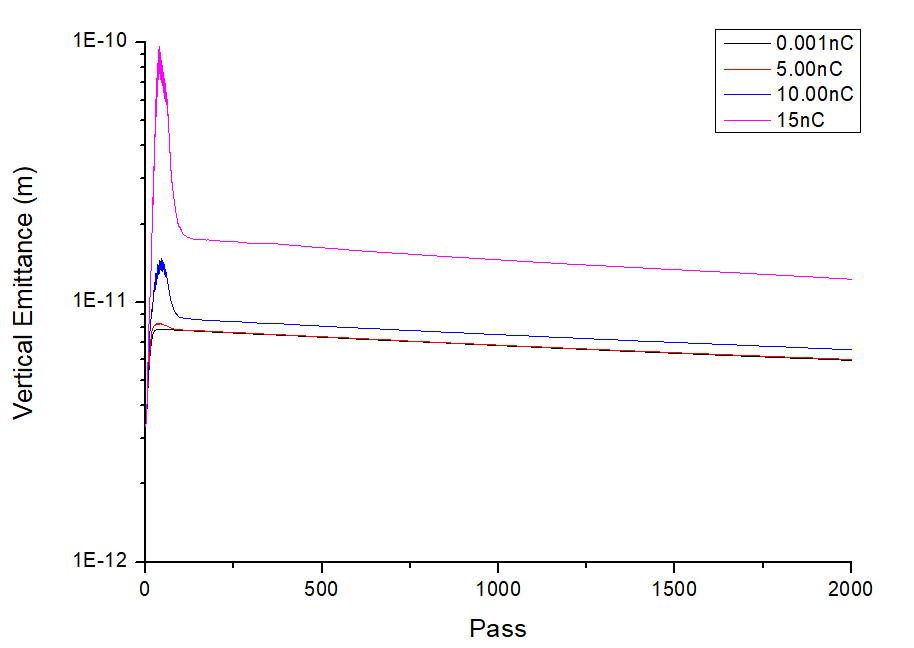 1E-10
0.001nC
5.00nC
10.00nC
15nC
Vertical Emittance (m)
1E-11
1E-12
0 500 1000 1500 2000
Pass